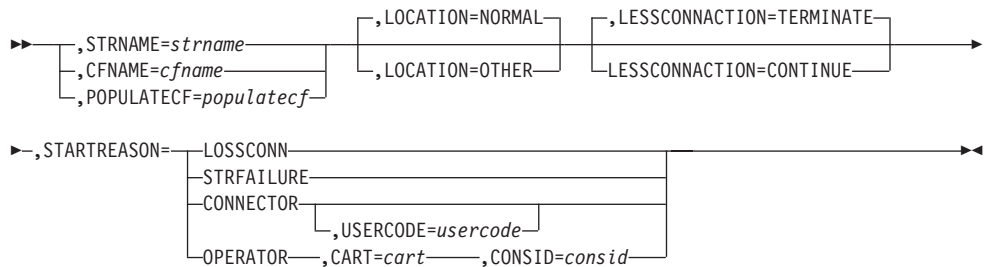 ,LOCATION=NORMAL ,LESSCONNACTION=TERMINATE
,STRNAME=strname
,CFNAME=cfname ,LOCATION=OTHER LESSCONNACTION=CONTINUE
,POPULATECF=populatecf
,STARTREASON= LOSSCONN
STRFAILURE
CONNECTOR
,USERCODE=usercode
OPERATOR ,CART=cart ,CONSID=consid